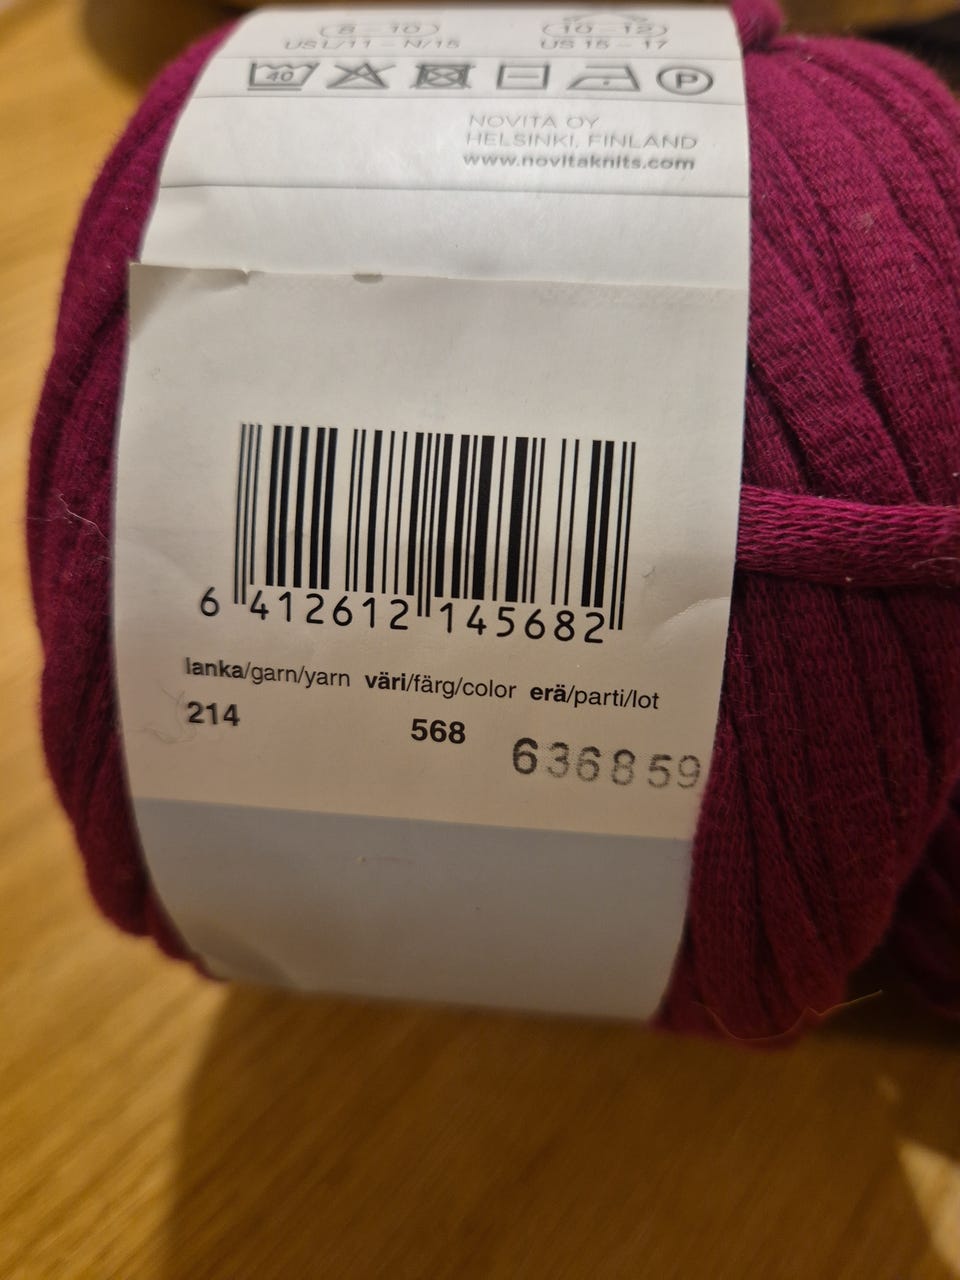 8 – 10 10 – 12
US L/11 – N/15 US 15 – 17
40 P
NOVITA OY
HELSINKI, FINLAND
www.novitaknits.com
6 412612 145682
lanka/garn/yarn väri/färg/color erä/parti/lot
214 568 636859